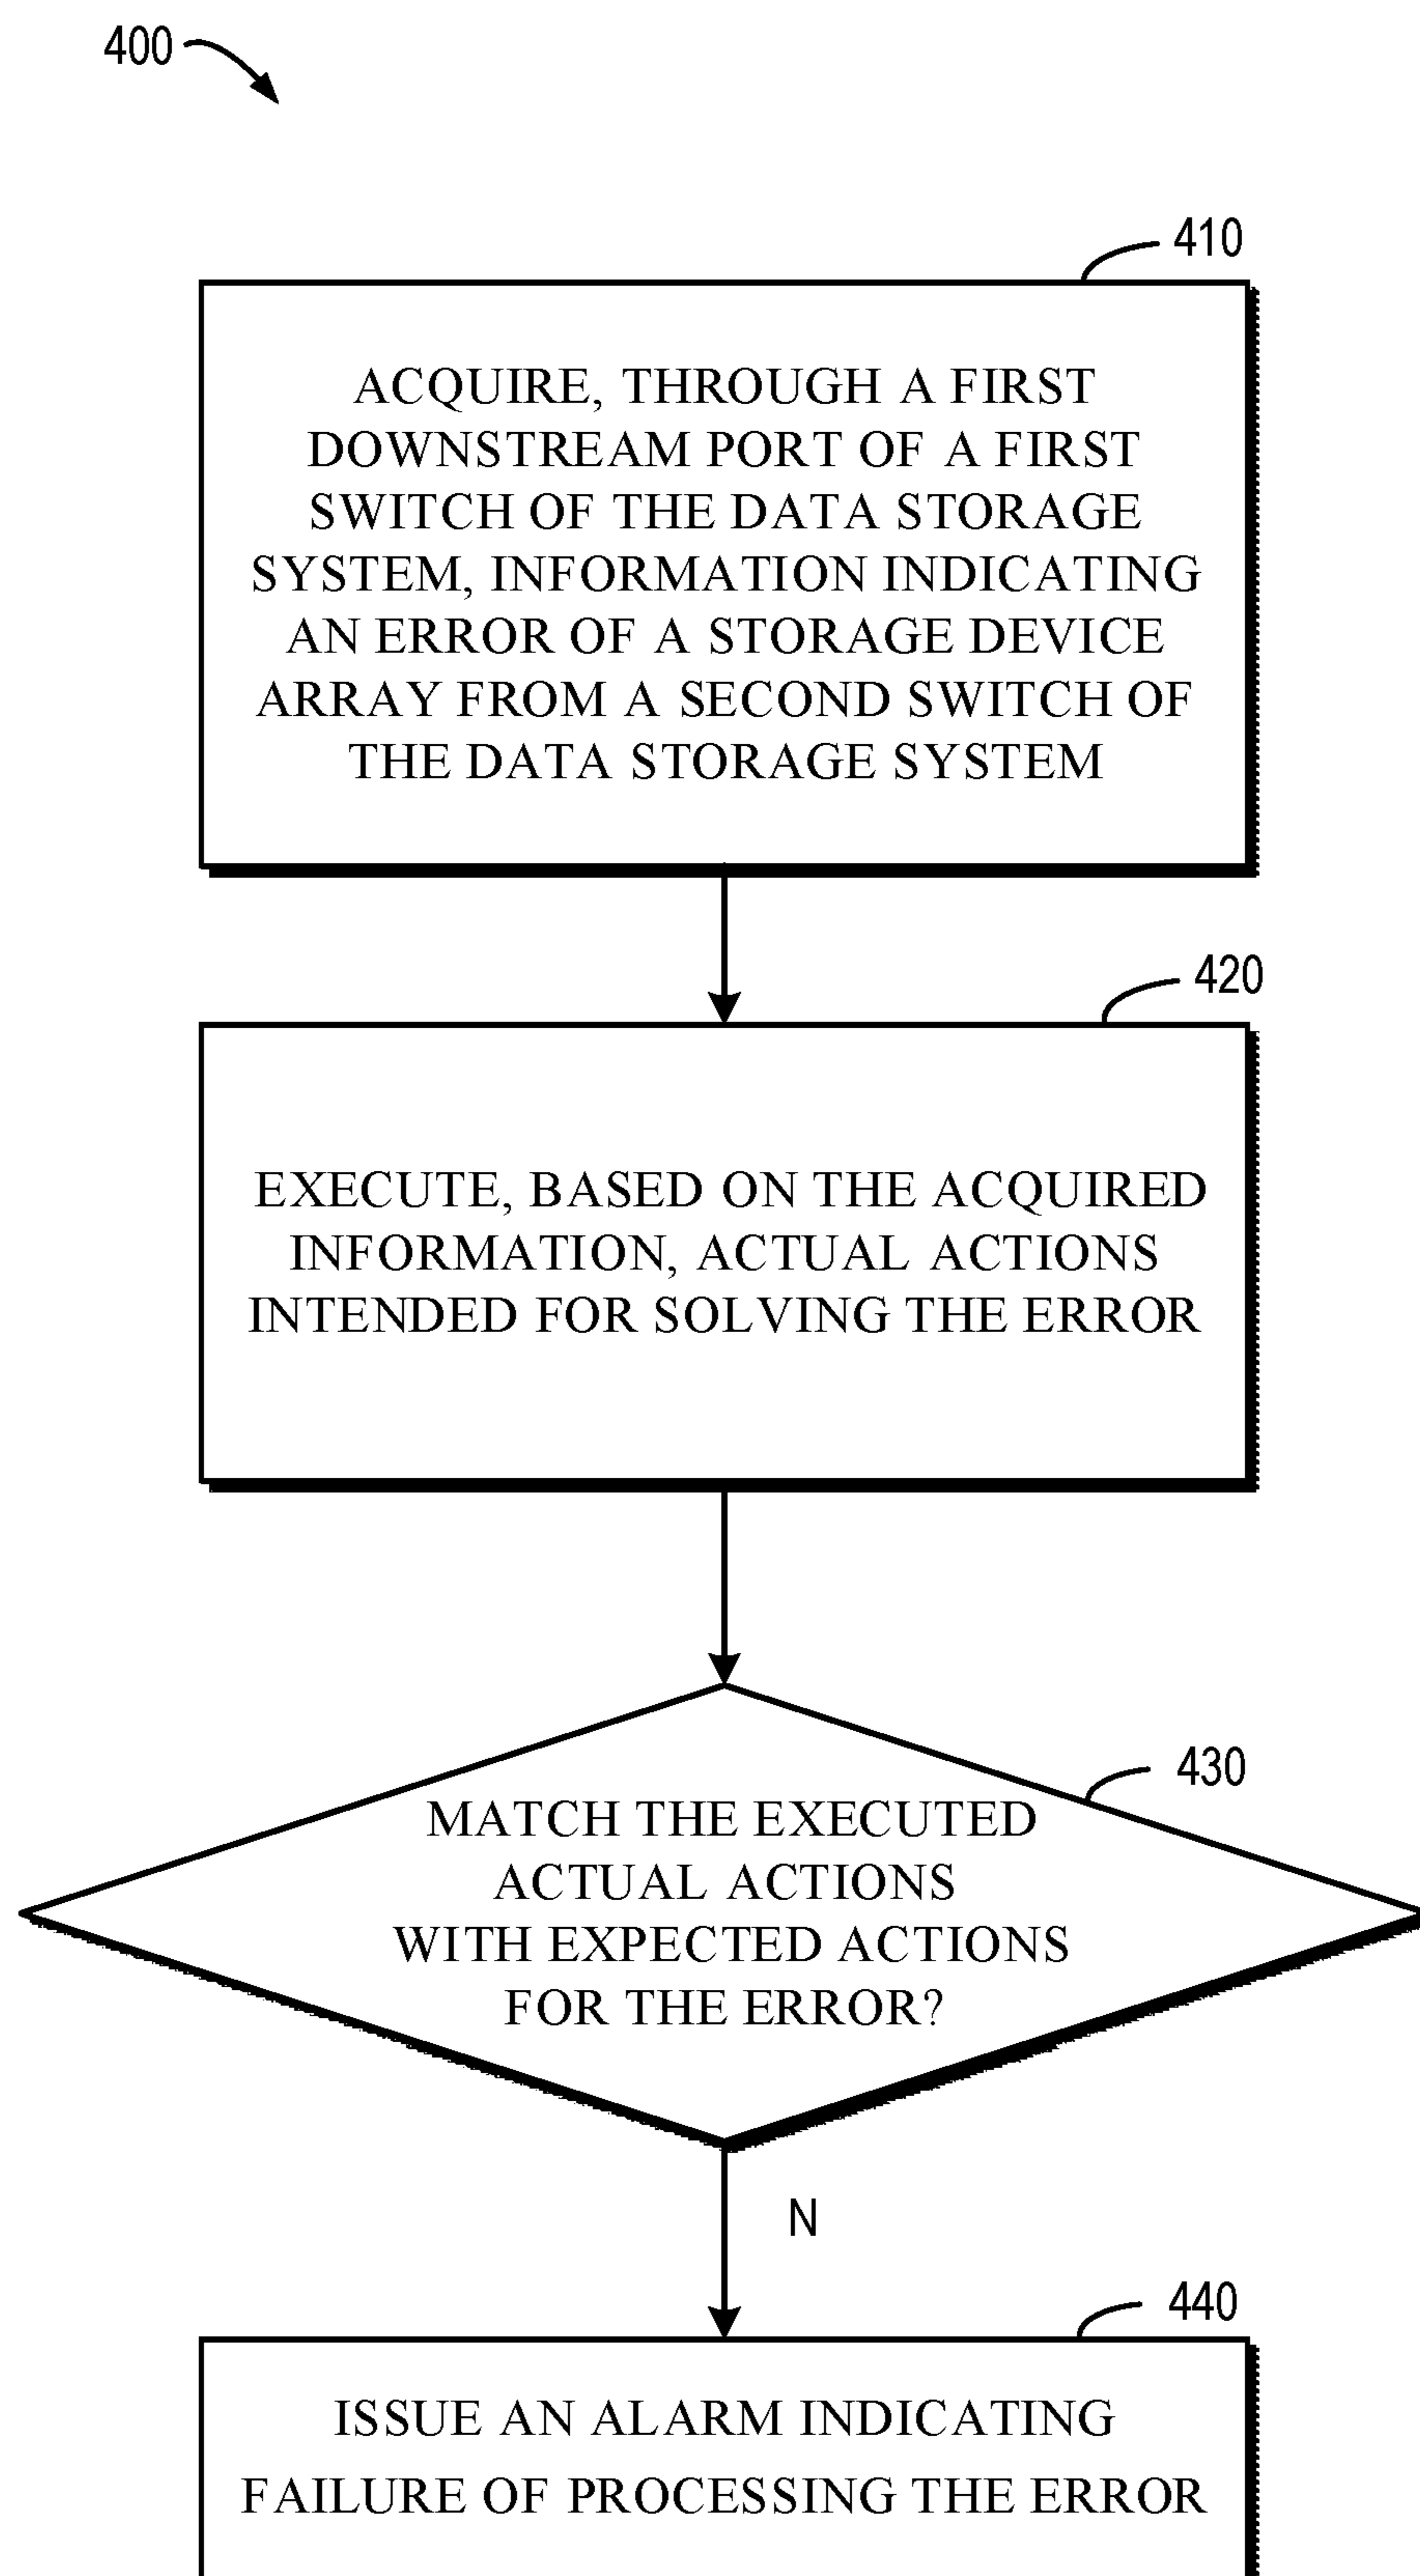 400
410
ACQUIRE, THROUGH A FIRST
DOWNSTREAM PORT OF A FIRST
SWITCH OF THE DATA STORAGE
SYSTEM, INFORMATION INDICATING
AN ERROR OF A STORAGE DEVICE
ARRAY FROM A SECOND SWITCH OF
THE DATA STORAGE SYSTEM
420
EXECUTE, BASED ON THE ACQUIRED
INFORMATION, ACTUAL ACTIONS
INTENDED FOR SOLVING THE ERROR
430
MATCH THE EXECUTED
ACTUAL ACTIONS
WITH EXPECTED ACTIONS
FOR THE ERROR?
N
440
ISSUE AN ALARM INDICATING
FAILURE OF PROCESSING THE ERROR